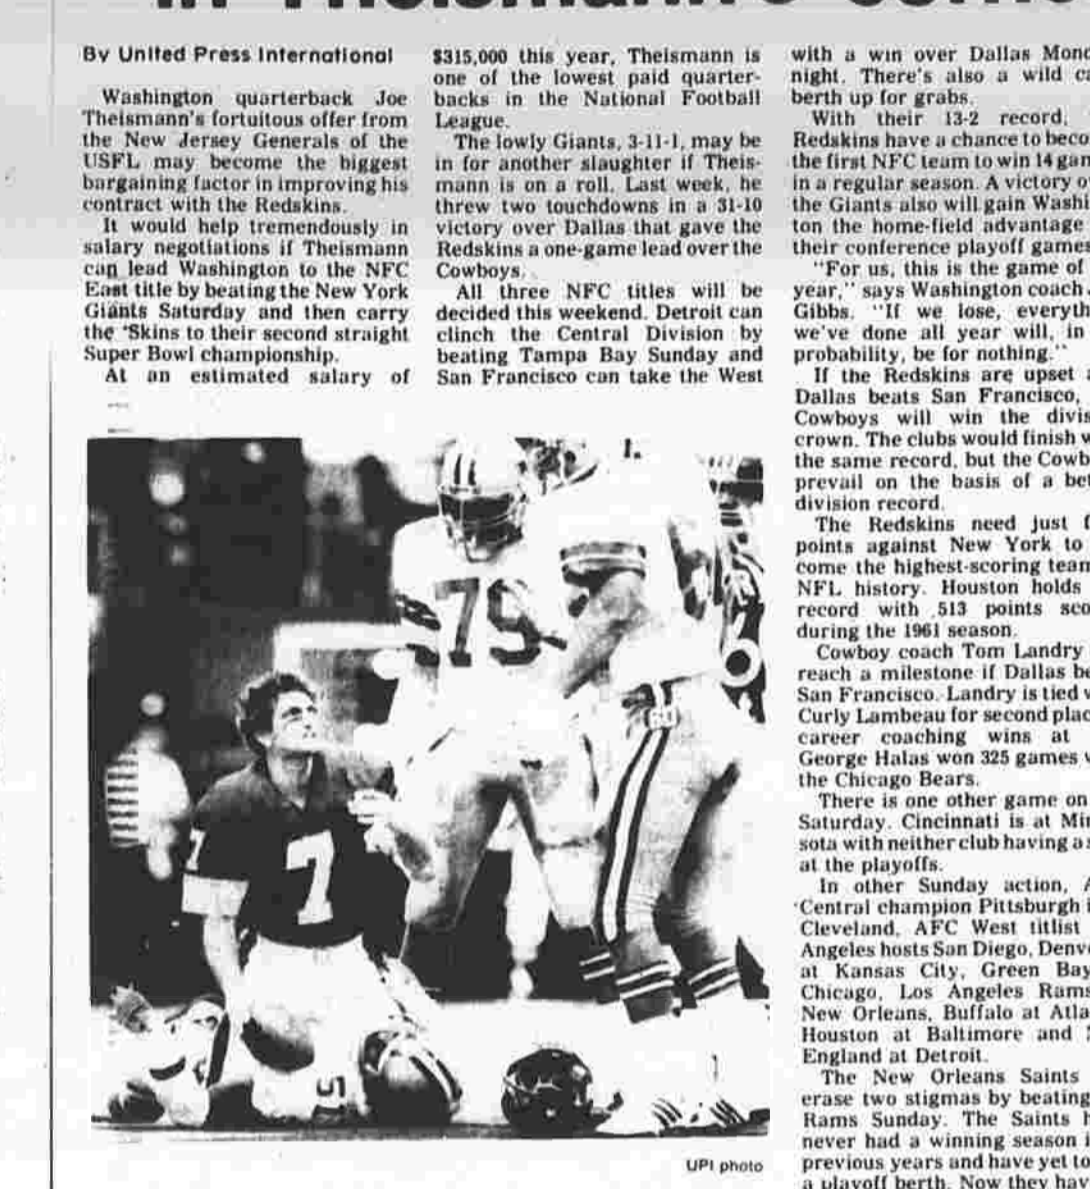 In Theismann's corne
By United Press International
Washington quarterback Joe
Theismann's fortuitous offer from
the New Jersey Generals of the
USFL may become the biggest
bargaining factor in improving his
contract with the Redskins.
It would help tremendously in
salary negotiations if Theismann
can lead Washington to the NFC
East title by beating the New York
Giants Saturday and then carry
the 'Skins to their second straight
Super Bowl championship.
At an estimated salary of
$315,000 this year, Theismann is
one of the lowest paid quarter-
backs in the National Football
League.
The lowly Giants, 3-11-1, may be
in for another slaughter if Theis-
mann is on a roll. Last week, he
threw two touchdowns in a 31-10
victory over Dallas that gave the
Redskins a one-game lead over the
Cowboys.
All three NFC titles will be
decided this weekend. Detroit can
clinch the Central Division by
beating Tampa Bay Sunday and
San Francisco can take the West
79
7
7
UPI photo
with a win over Dallas Mond
night. There's also a wild ca
berth up for grabs.
With their 13-2 record,
Redskins have a chance to beco
the first NFC team to win 14 gam
in a regular season. A victory o
the Giants also will gain Washi
ton the home-field advantage
their conference playoff games
"For us, this is the game of
year," says Washington coach
Gibbs. "If we lose, everyth
we've done all year will, in
probability, be for nothing."
If the Redskins are upset a
Dallas beats San Francisco,
Cowboys will win the divis
crown. The clubs would finish w
the same record, but the Cowb
prevail on the basis of a bet
division record.
The Redskins need just
points against New York to
come the highest-scoring team
NFL history. Houston holds
record with 513 points sco
during the 1961 season.
Cowboy coach Tom Landry
reach a milestone if Dallas be
San Francisco. Landry is tied w
Curly Lambeau for second plac
career coaching wins at
George Halas won 325 games w
the Chicago Bears.
There is one other game on
Saturday. Cincinnati is at Min
sota with neither club having a s
at the playoffs.
In other Sunday action, A
Central champion Pittsburgh i
Cleveland, AFC West titlist
Angeles hosts San Diego, Denve
at Kansas City, Green Bay
Chicago, Los Angeles Rams
New Orleans, Buffalo at Atla
Houston at Baltimore and
England at Detroit.
The New Orleans Saints
erase two stigmas by beating
Rams Sunday. The Saints h
never had a winning season i
previous years and have yet to
a playoff berth. Now they hav